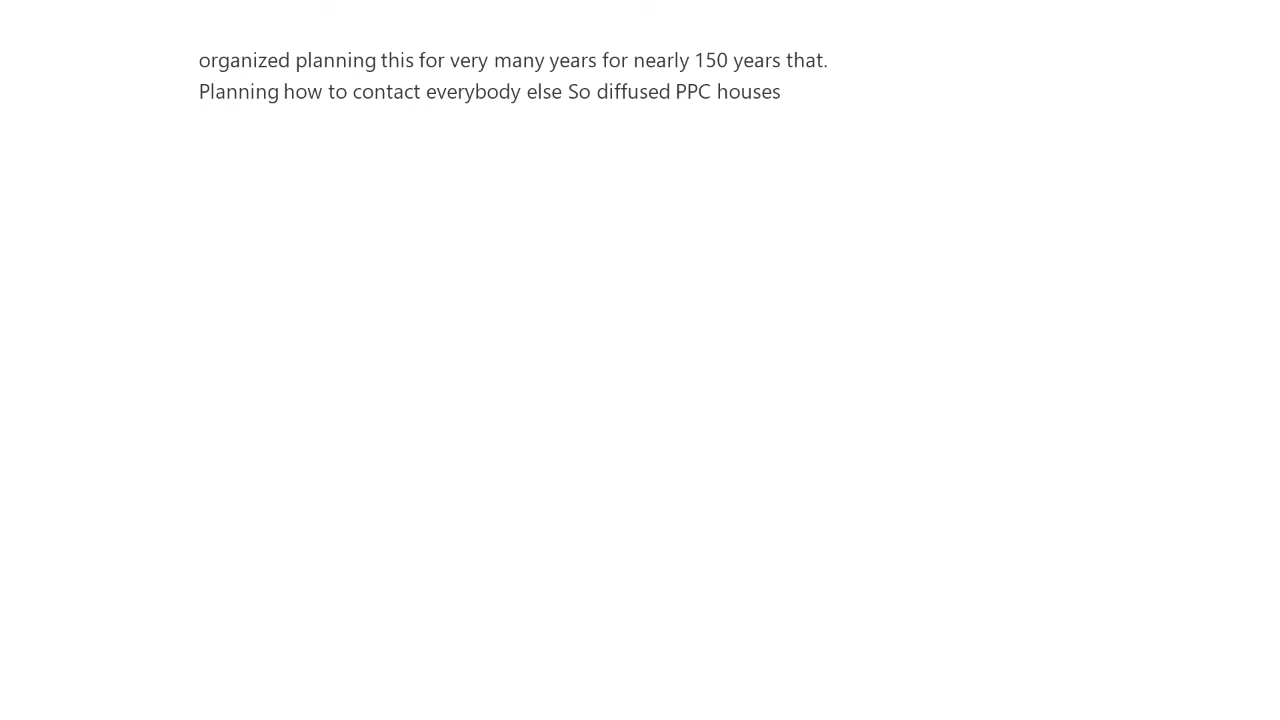 organized planning this for very many years for nearly 150 years that.
Planning how to contact everybody else So diffused PPC houses